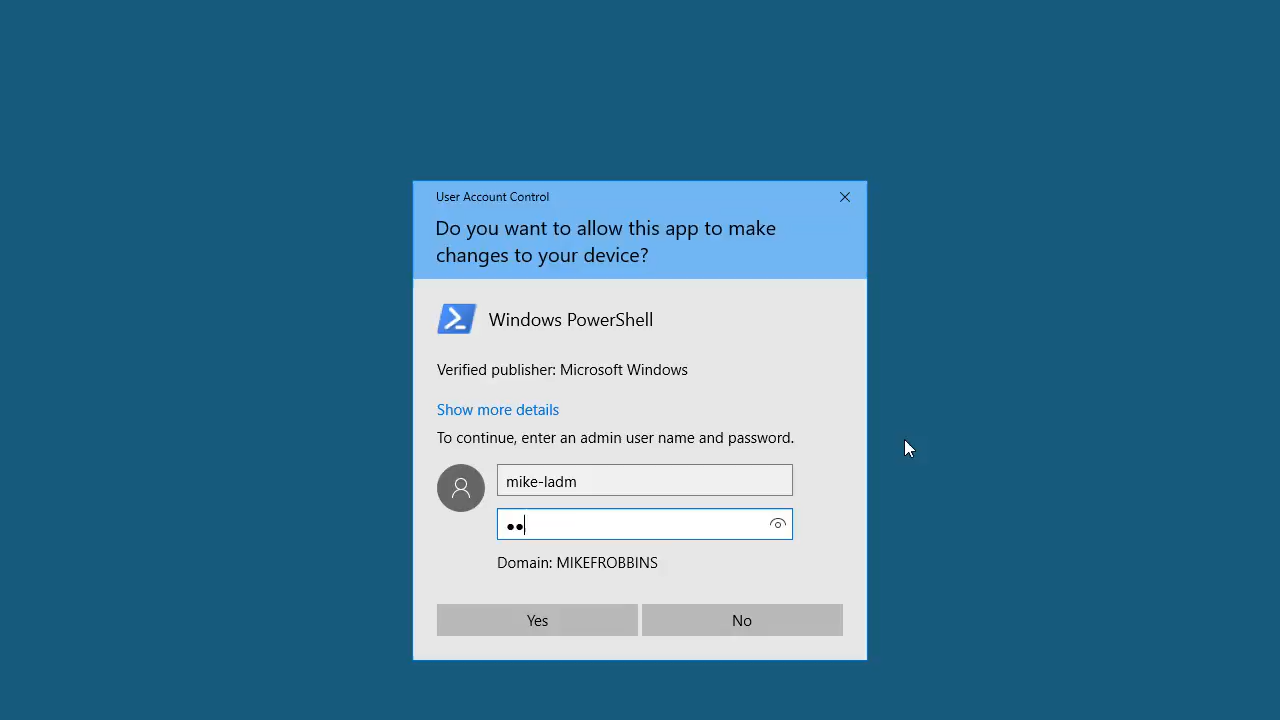 User Account Control
Do you want to allow this app to make
changes to your device?
Windows PowerShell
Verified publisher: Microsoft Windows
Show more details
To continue, enter an admin user name and password.
mike-ladm
●●
Domain: MIKEFROBBINS
Yes
No